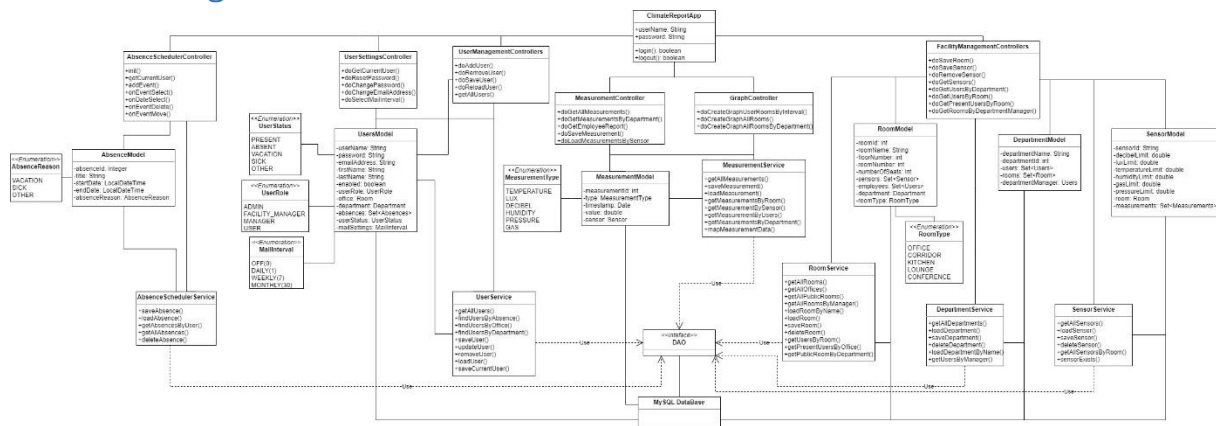 ClimateReportApp
+userName: String
+password: String
+login(): boolean
+logout(): boolean
AbsenceSchedulerController
+init()
+getCurrentUser()
+addEvent()
+onEventSelect()
+onDateSelect()
+onEventDelete()
+onEventMove()
UserSettingsController
+doGetCurrentUser()
+doResetPassword()
+doChangePassword()
+doChangeEmailAddress()
+doSelectMailInterval()
UserManagementControllers
+doAddUser()
+doRemoveUser()
+doSaveUser()
+doReloadUser()
+getAllUsers()
FacilityManagementControllers
+doSaveRoom()
+doSaveSensor()
+doRemoveSensor()
+doGetSensors()
+doGetUsersByDepartment()
+doGetUsersByRoom()
+doGetPresentUsersByRoom()
+doGetRoomsByDepartmentManager()
MeasurementController
+doGetAllMeasurements()
+doGetMeasurementsByDepartment()
+doGetEmployeeReport()
+doSaveMeasurement()
+doLoadMeasurementsBySensor
GraphController
+doCreateGraphUserRoomsByInterval()
+doCreateGraphAllRooms()
+doCreateGraphAllRoomsByDepartment()
<<Enumeration>>
UserStatus
PRESENT
ABSENT
VACATION
SICK
OTHER
UsersModel
-userName: String
-password: String
-emailAddress: String
-firstName: String
-lastName: String
-enabled: boolean
-userRole: UserRole
-office: Room
-department: Department
-absences: Set<Absences>
-userStatus: UserStatus
-mailSettings: MailInterval
RoomModel
-roomId: int
-roomName: String
-floorNumber: int
-roomNumber: int
-numberOfSeats: int
-sensors: Set<Sensor>
-employees: Set<Users>
-department: Department
-roomType: RoomType
DepartmentModel
-departmentName: String
-departmentId: int
-users: Set<Users>
-rooms: Set<Room>
-departmentManager: Users
SensorModel
-sensorId: String
-decibelLimit: double
-luxLimit: double
-temperatureLimit: double
-humidityLimit: double
-gasLimit: double
-pressureLimit: double
-room: Room
-measurements: Set<Measurements>
<<Enumeration>>
AbsenceReason
VACATION
SICK
OTHER
AbsenceModel
-absenceId: Integer
-title: String
-startDate: LocalDateTime
-endDate: LocalDateTime
-absenceReason: AbsenceReason
<<Enumeration>>
UserRole
ADMIN
FACILITY_MANAGER
MANAGER
USER
<<Enumeration>>
MeasurementType
TEMPERATURE
LUX
DECIBEL
HUMIDITY
PRESSURE
GAS
MeasurementModel
-measurementId: int
-type: MeasurementType
-timestamp: Date
-value: double
-sensor: Sensor
MeasurementService
+getAllMeasurements()
+saveMeasurement()
+loadMeasurement()
+getMeasurementsByRoom()
+getMeasurementBySensor()
+getMeasurementByUsers()
+getMeasurementsByDepartment()
+mapMeasurementData()
<<Enumeration>>
RoomType
OFFICE
CORRIDOR
KITCHEN
LOUNGE
CONFERENCE
<<Enumeration>>
MailInterval
OFF(0)
DAILY(1)
WEEKLY(7)
MONTHLY(30)
AbsenceSchedulerService
+saveAbsence()
+loadAbsence()
+getAbsencesByUser()
+getAllAbsences()
+deleteAbsence()
UserService
+getAllUsers()
+findUsersByAbsence()
+findUsersByOffice()
+findUsersByDepartment()
+saveUser()
+updateUser()
+removeUser()
+loadUser()
+saveCurrentUser()
RoomService
+getAllRooms()
+getAllOffices()
+getAllPublicRooms()
+getAllRoomsByManager()
+loadRoomByName()
+loadRoom()
+saveRoom()
+deleteRoom()
+getUsersByRoom()
+getPresentUsersByOffice()
+getPublicRoomByDepartment()
DepartmentService
+getAllDepartments()
+loadDepartment()
+saveDepartment()
+deleteDepartment()
+loadDepartmentByName()
+getUsersByManager()
SensorService
+getAllSensors()
+loadSensor()
+saveSensor()
+deleteSensor()
+getAllSensorsByRoom()
+sensorExists()
Use
Use
<<Inteface>>
DAO
Use
Use
Use
Use
MySQL DataBase